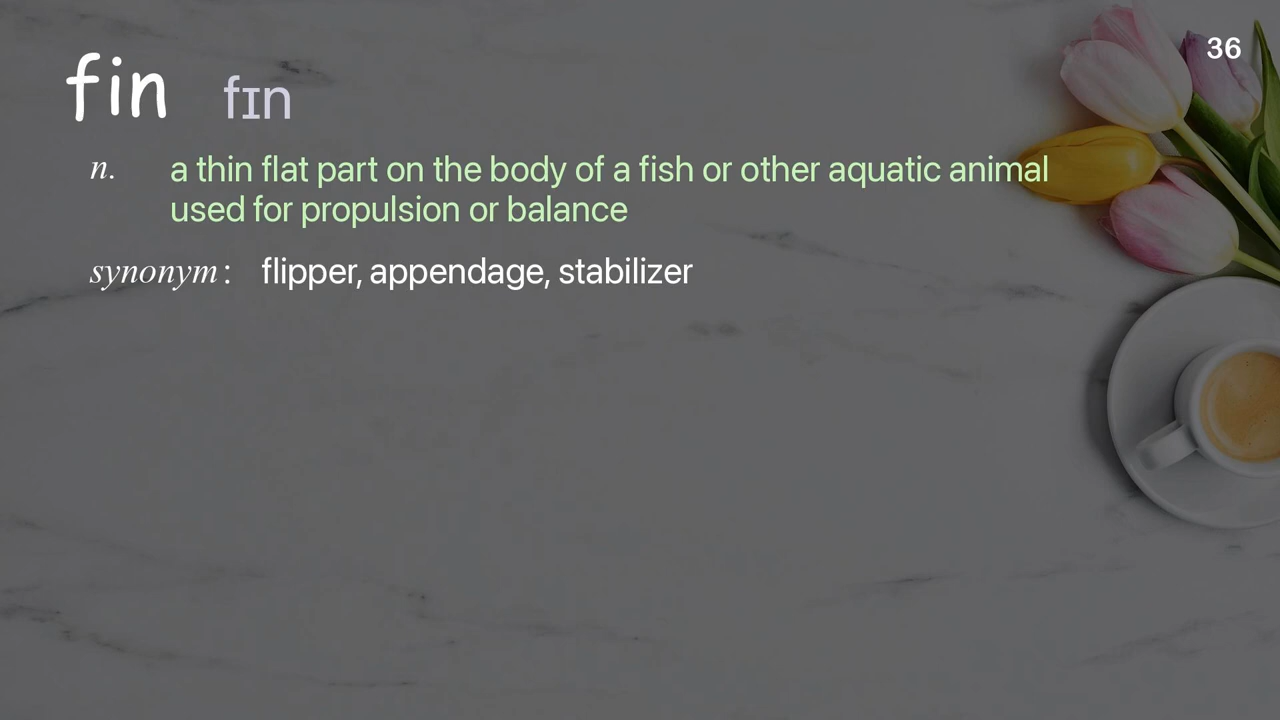 36
fin fɪn
n. a thin flat part on the body of a fish or other aquatic animal
used for propulsion or balance
synonym: flipper, appendage, stabilizer